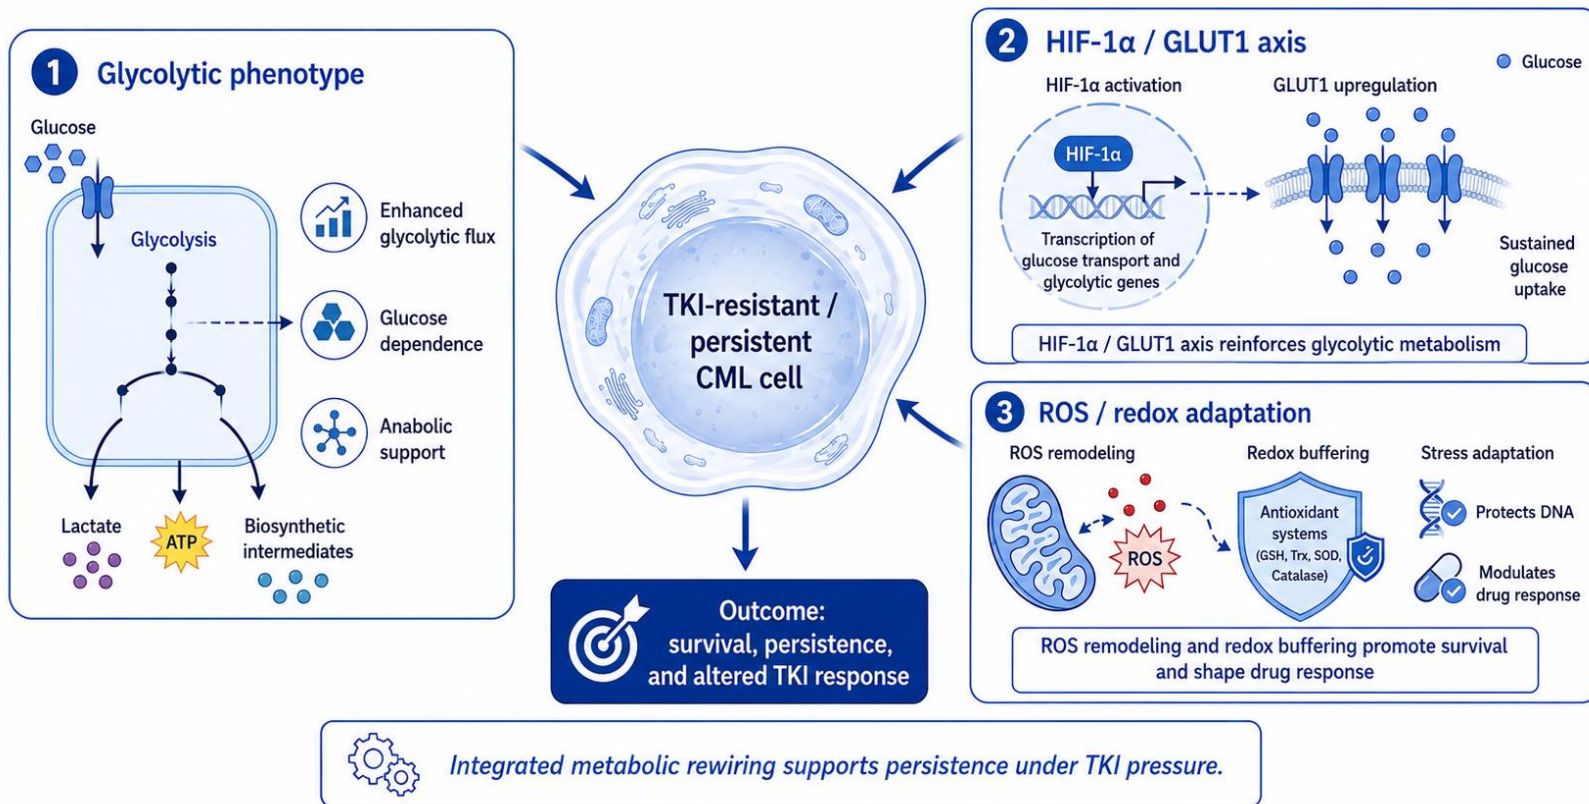 1 Glycolytic phenotype
Glucose
Glycolysis
Enhanced
glycolytic flux
Glucose
dependence
Anabolic
support
Lactate
ATP
Biosynthetic
intermediates
TKI-resistant /
persistent
CML cell
Outcome:
survival, persistence,
and altered TKI response
2 HIF-1α / GLUT1 axis
Glucose
HIF-1α activation
GLUT1 upregulation
HIF-1α
Transcription of
glucose transport and
glycolytic genes
Sustained
glucose
uptake
HIF-1α / GLUT1 axis reinforces glycolytic metabolism
3 ROS / redox adaptation
ROS remodeling
Redox buffering
Stress adaptation
ROS
Antioxidant
systems
(GSH, Trx, SOD,
Catalase)
Protects DNA
Modulates
drug response
ROS remodeling and redox buffering promote survival
and shape drug response
Integrated metabolic rewiring supports persistence under TKI pressure.